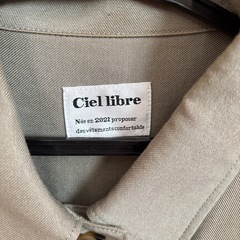 Ciel libre
Née en 2021 proposer
des vêtements confortable